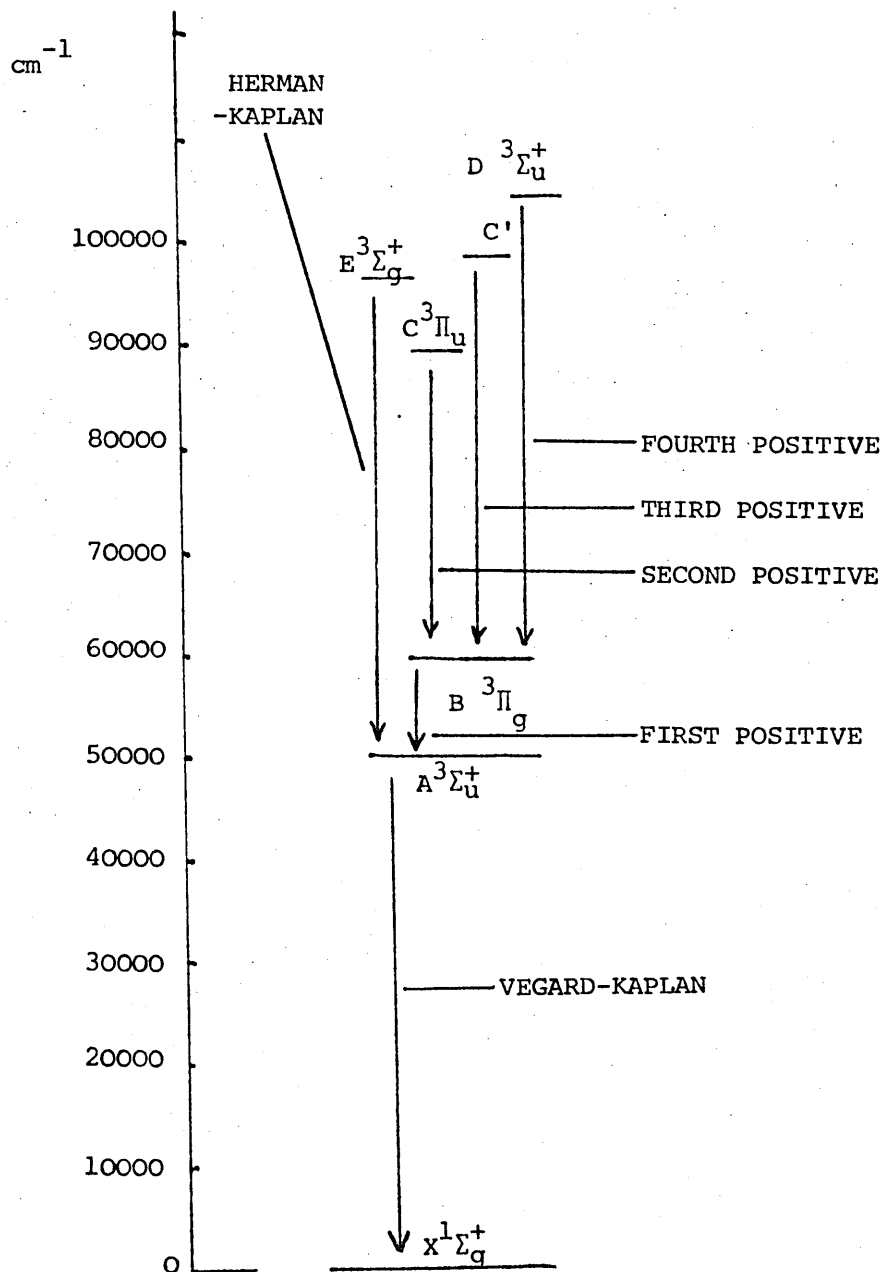 cm⁻¹
HERMAN
-KAPLAN
D ³Σᵤ⁺
C'
100000
E³Σg⁺
C³Πᵤ
90000
80000
FOURTH POSITIVE
THIRD POSITIVE
70000
SECOND POSITIVE
60000
B ³Πg
FIRST POSITIVE
50000
A³Σᵤ⁺
40000
30000
VEGARD-KAPLAN
20000
10000
X¹Σg⁺
0